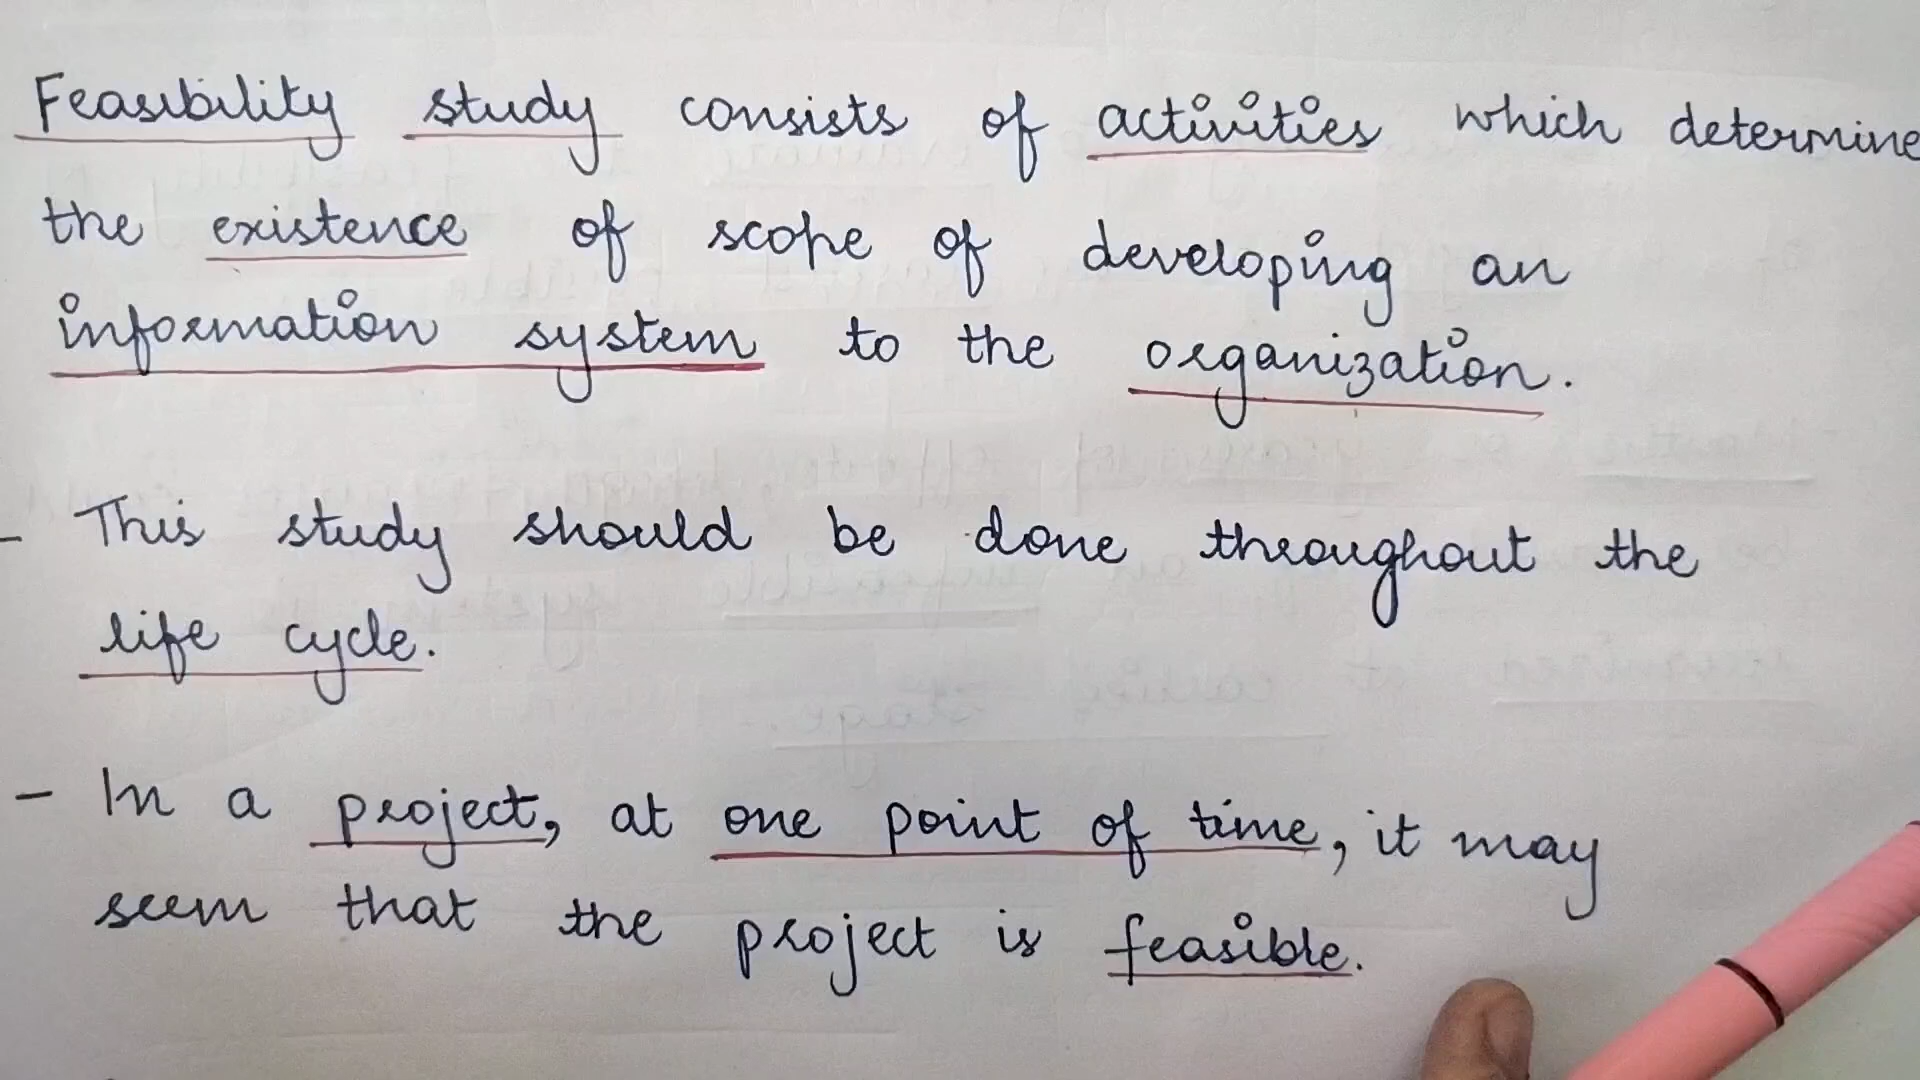 Feasibility study consists of activities which determine
the existence of scope of developing an
information system to the organization.
- This study should be done throughout the
life cycle.
- In a project, at one point of time, it may
seem that the project is feasible.